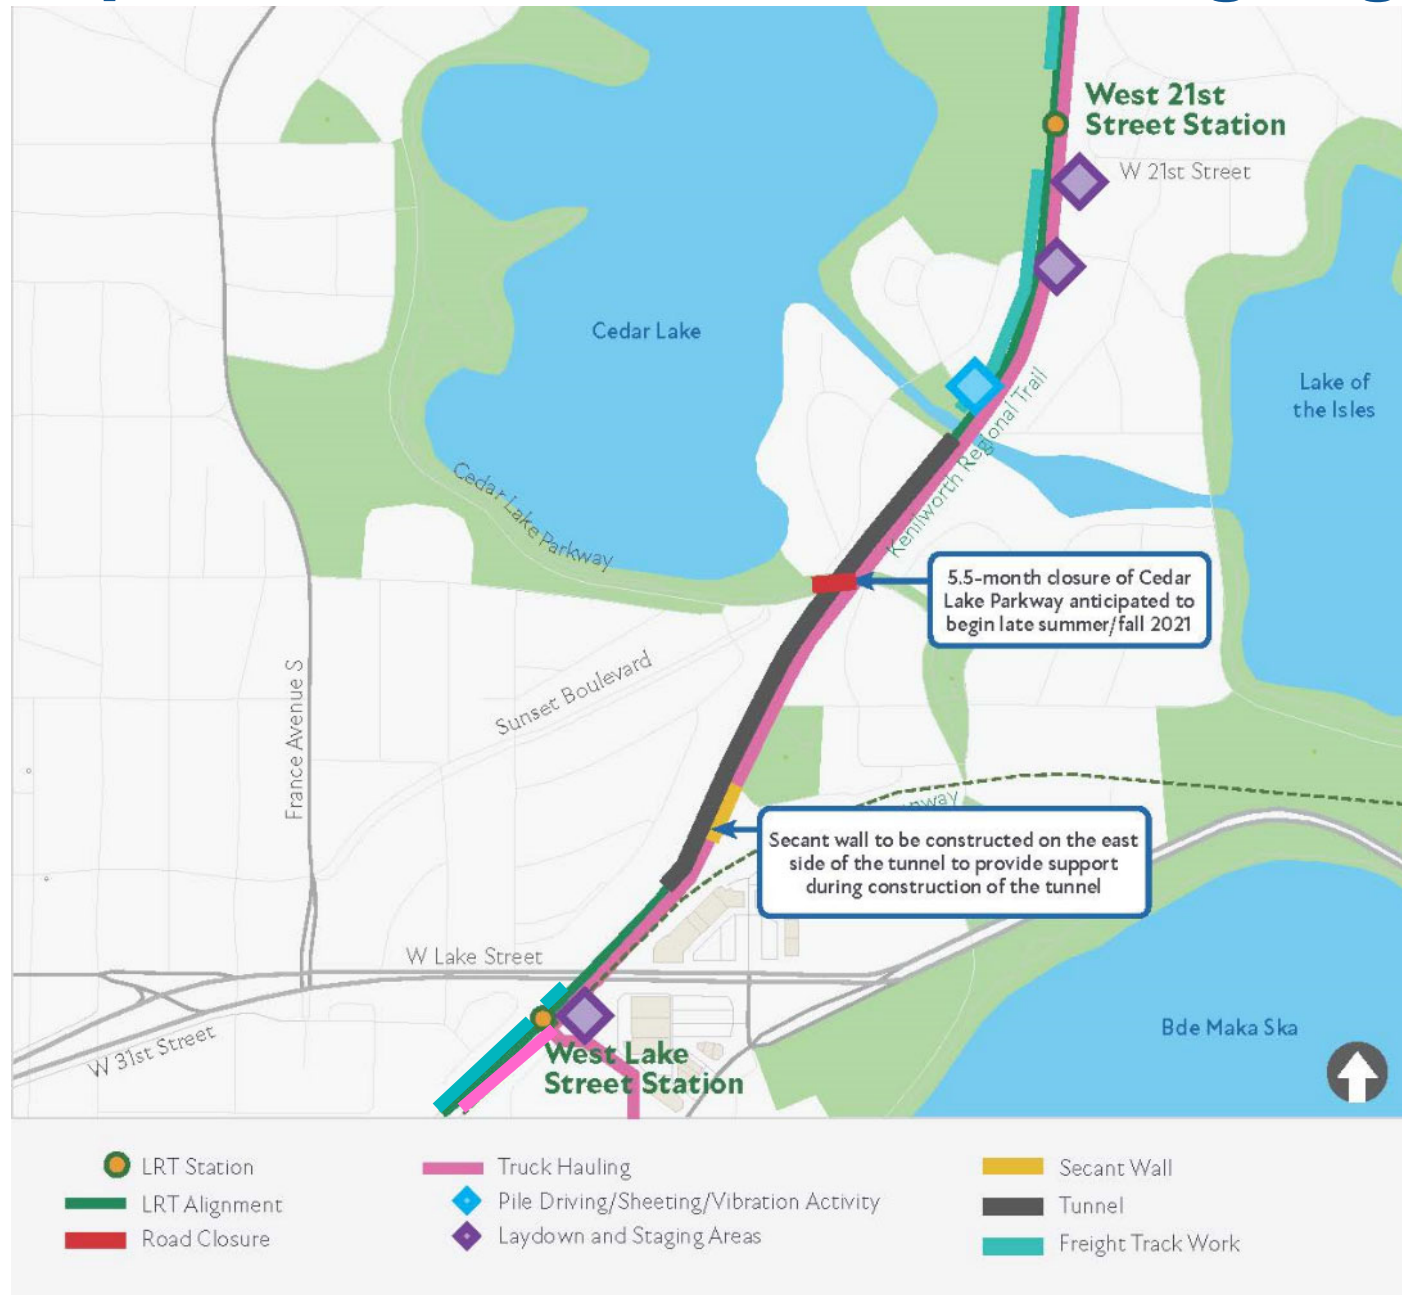 West 21st
Street Station
W 21st Street
Cedar Lake
Lake of
the Isles
Kenilworth Regional Trail
Cedar Lake Parkway
5.5-month closure of Cedar
Lake Parkway anticipated to
begin late summer/fall 2021
Sunset Boulevard
France Avenue S
Secant wall to be constructed on the east
side of the tunnel to provide support
during construction of the tunnel
W Lake Street
W 31st Street
West Lake
Street Station
Bde Maka Ska
LRT Station
LRT Alignment
Road Closure
Truck Hauling
Pile Driving/Sheeting/Vibration Activity
Laydown and Staging Areas
Secant Wall
Tunnel
Freight Track Work